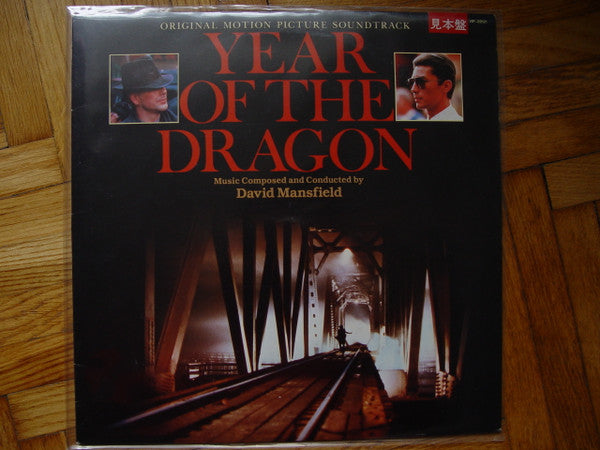 ORIGINAL MOTION PICTURE SOUNDTRACK
見本盤
YEAR
OF THE
DRAGON
Music Composed and Conducted by
David Mansfield